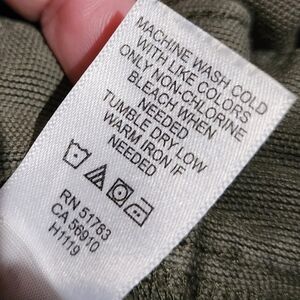 MACHINE WASH COLD
WITH LIKE COLORS
ONLY NON-CHLORINE
BLEACH WHEN
NEEDED
TUMBLE DRY LOW
WARM IRON IF
NEEDED
RN 51783
CA 56910
H1119